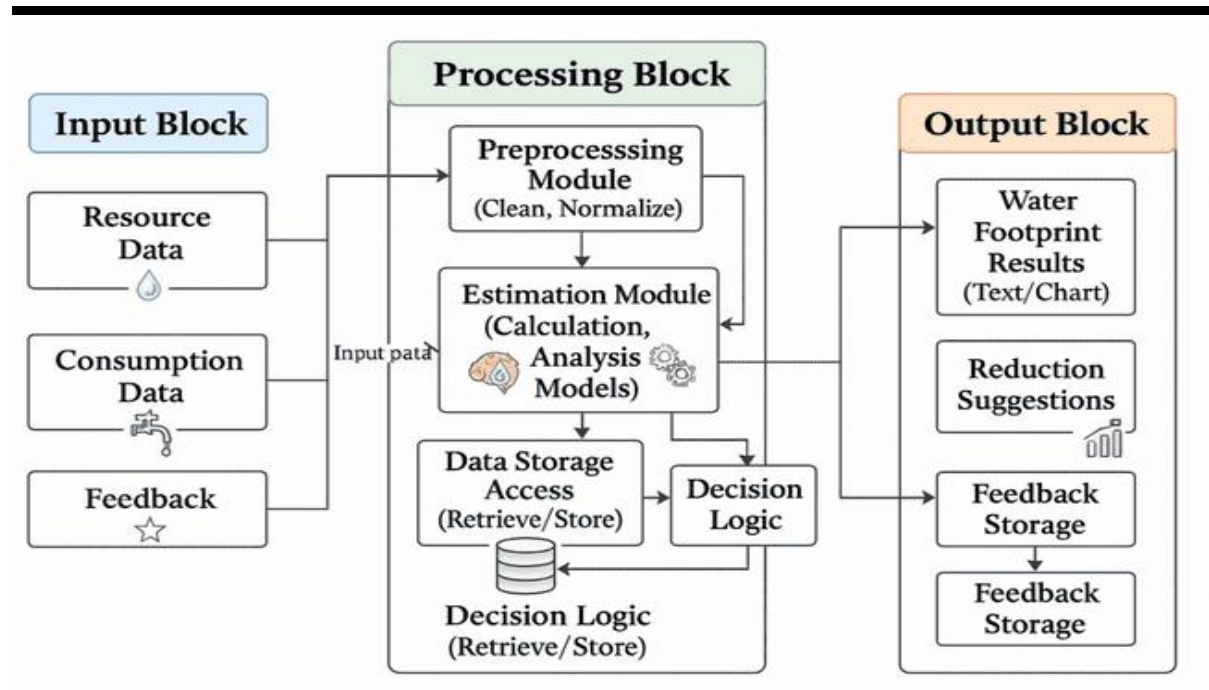 Input Block
Resource
Data
Consumption
Data
Feedback
Input pata
Processing Block
Preprocesssing
Module
(Clean, Normalize)
Estimation Module
(Calculation,
Analysis
Models)
Data Storage
Access
(Retrieve/Store)
Decision
Logic
Decision Logic
(Retrieve/Store)
Output Block
Water
Footprint
Results
(Text/Chart)
Reduction
Suggestions
Feedback
Storage
Feedback
Storage